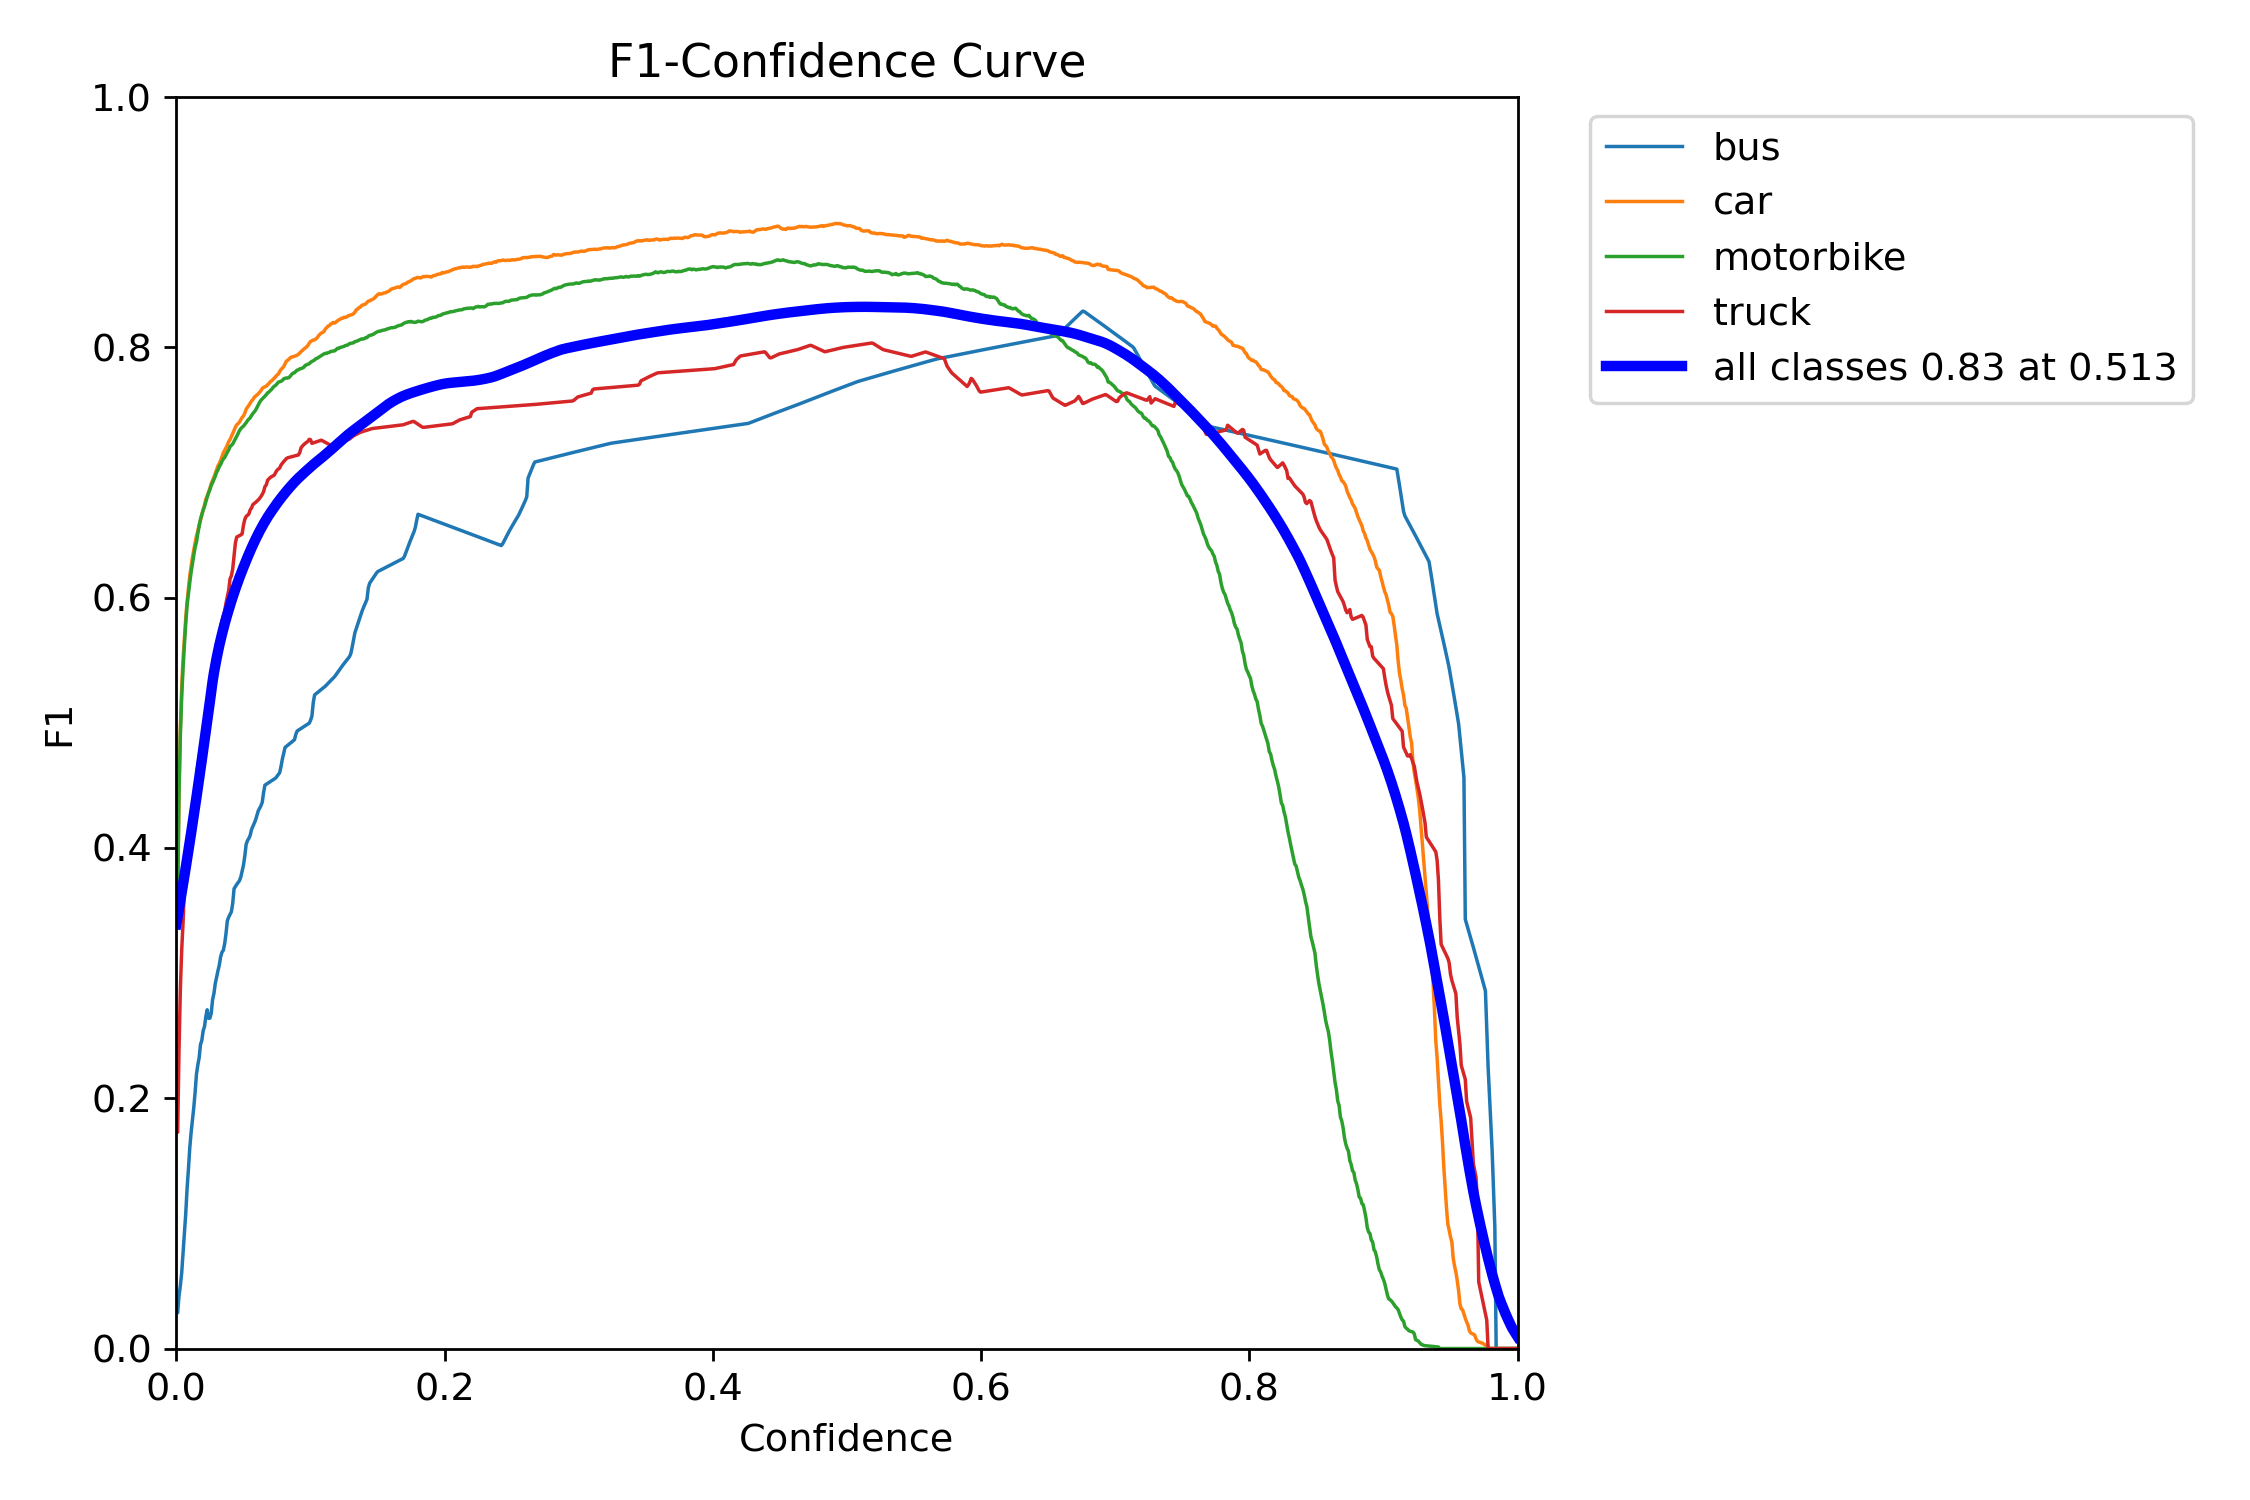 F1-Confidence Curve
1.0
0.8
0.6
0.4
0.2
0.0
F1
0.0 0.2 0.4 0.6 0.8 1.0
Confidence
bus
car
motorbike
truck
all classes 0.83 at 0.513